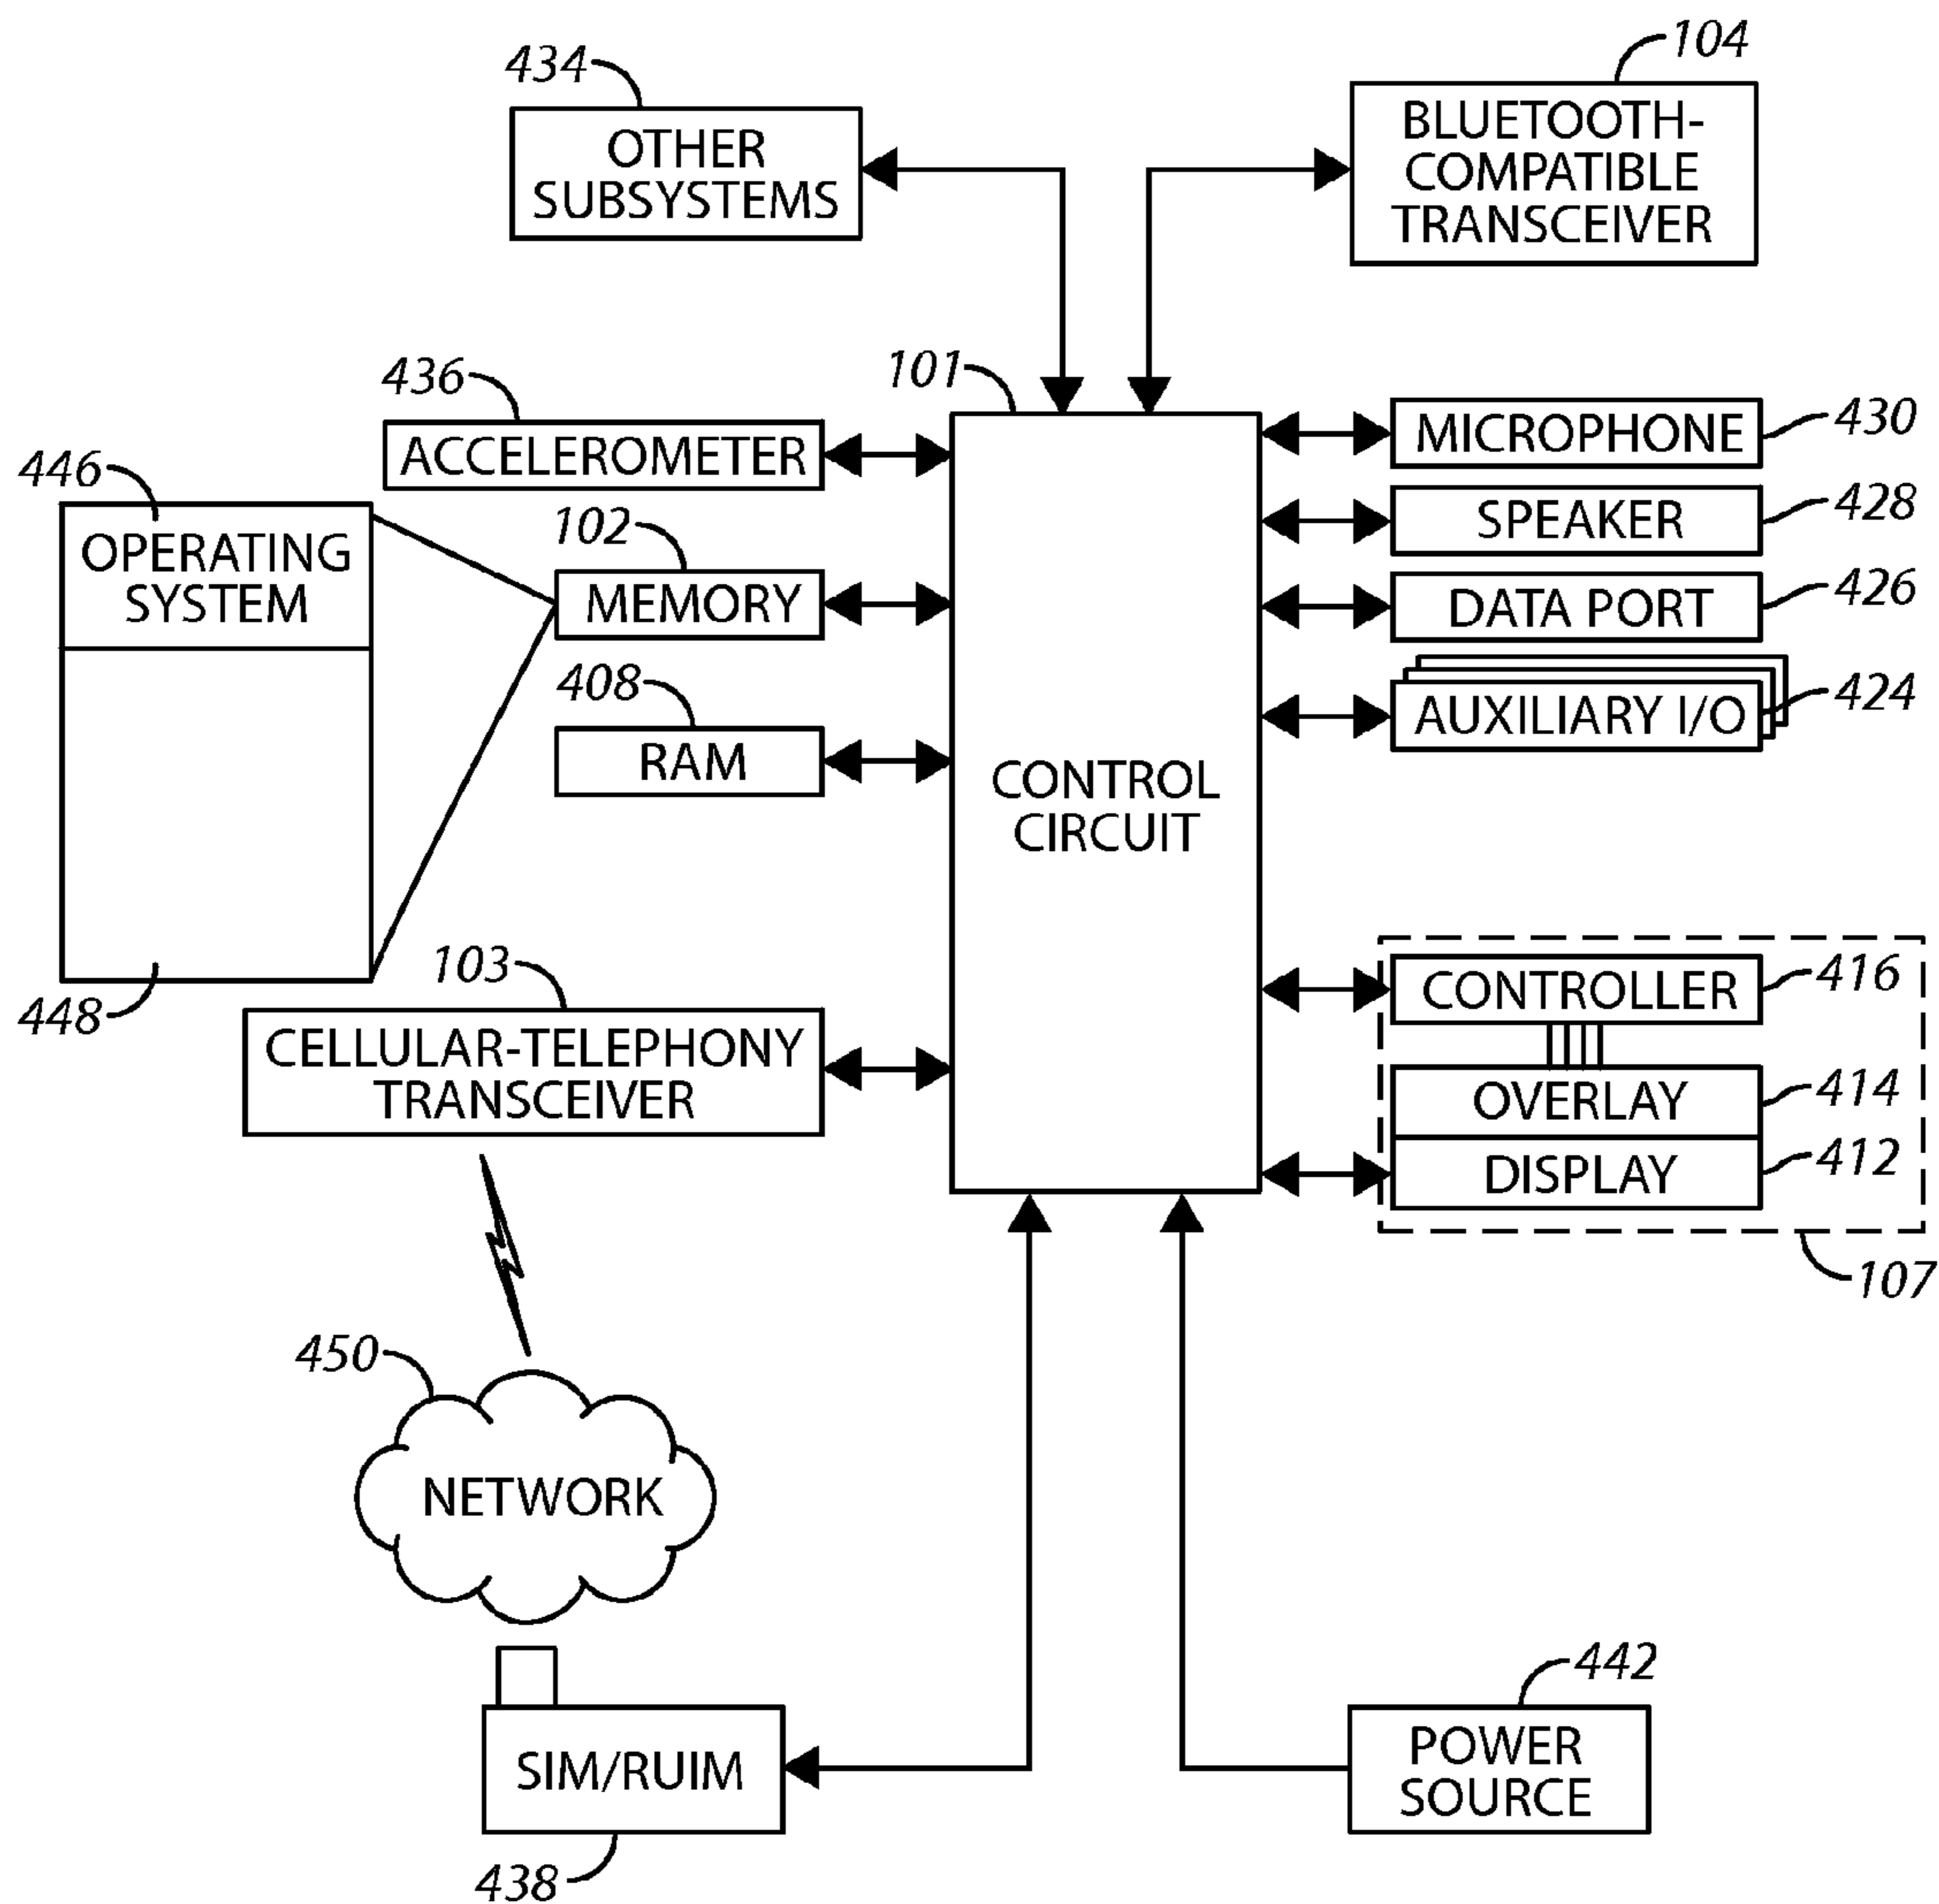 434
OTHER
SUBSYSTEMS
104
BLUETOOTH-
COMPATIBLE
TRANSCEIVER
436
ACCELEROMETER
101
CONTROL
CIRCUIT
446
OPERATING
SYSTEM
448
102
MEMORY
408
RAM
103
CELLULAR-TELEPHONY
TRANSCEIVER
MICROPHONE
430
SPEAKER
428
DATA PORT
426
AUXILIARY I/O
424
CONTROLLER
416
OVERLAY
414
DISPLAY
412
107
450
NETWORK
SIM/RUIM
438
442
POWER
SOURCE